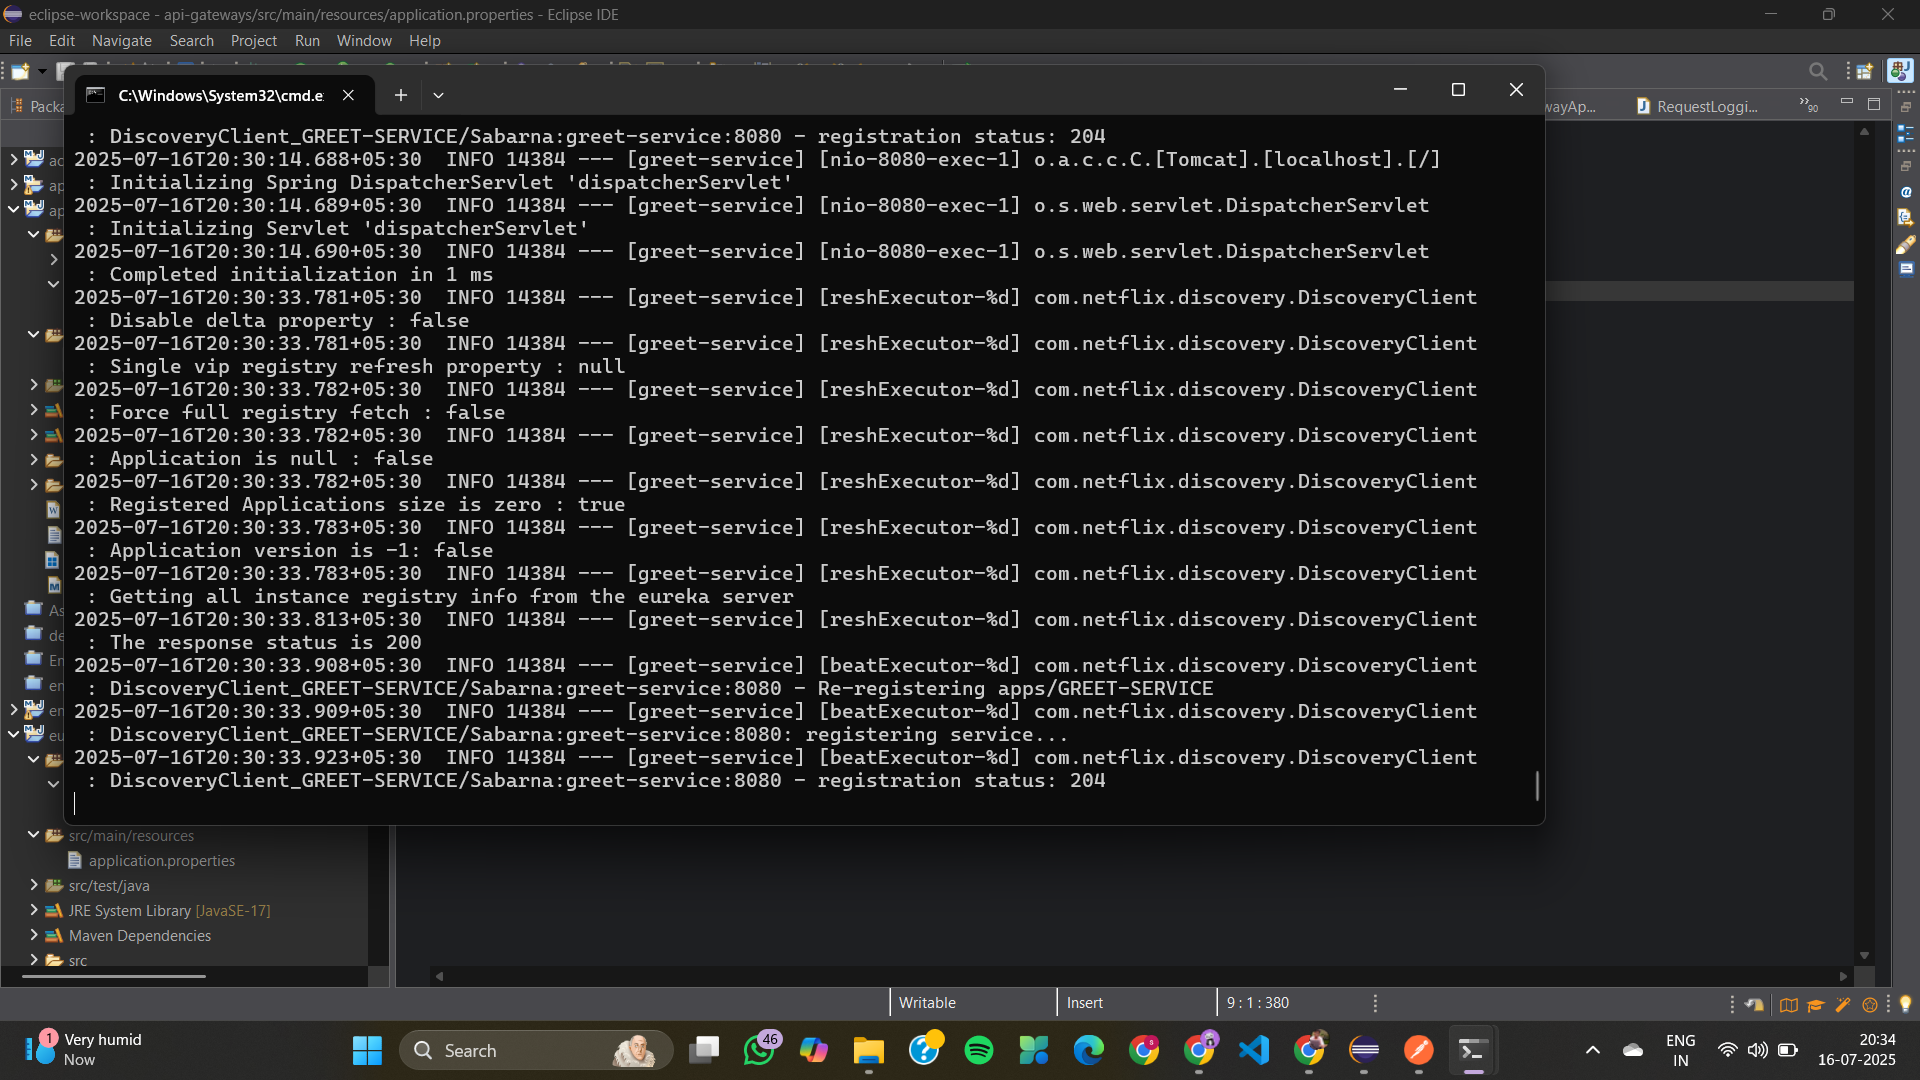 eclipse-workspace - api-gateways/src/main/resources/application.properties - Eclipse IDE
File Edit Navigate Search Project Run Window Help
C:\Windows\System32\cmd.e
Packa
wayAp...
RequestLoggi...
90
: DiscoveryClient_GREET-SERVICE/Sabarna:greet-service:8080 - registration status: 204
2025-07-16T20:30:14.688+05:30  INFO 14384 --- [greet-service] [nio-8080-exec-1] o.a.c.c.C.[Tomcat].[localhost].[/]
: Initializing Spring DispatcherServlet 'dispatcherServlet'
2025-07-16T20:30:14.689+05:30  INFO 14384 --- [greet-service] [nio-8080-exec-1] o.s.web.servlet.DispatcherServlet
: Initializing Servlet 'dispatcherServlet'
2025-07-16T20:30:14.690+05:30  INFO 14384 --- [greet-service] [nio-8080-exec-1] o.s.web.servlet.DispatcherServlet
: Completed initialization in 1 ms
2025-07-16T20:30:33.781+05:30  INFO 14384 --- [greet-service] [reshExecutor-%d] com.netflix.discovery.DiscoveryClient
: Disable delta property : false
2025-07-16T20:30:33.781+05:30  INFO 14384 --- [greet-service] [reshExecutor-%d] com.netflix.discovery.DiscoveryClient
: Single vip registry refresh property : null
2025-07-16T20:30:33.782+05:30  INFO 14384 --- [greet-service] [reshExecutor-%d] com.netflix.discovery.DiscoveryClient
: Force full registry fetch : false
2025-07-16T20:30:33.782+05:30  INFO 14384 --- [greet-service] [reshExecutor-%d] com.netflix.discovery.DiscoveryClient
: Application is null : false
2025-07-16T20:30:33.782+05:30  INFO 14384 --- [greet-service] [reshExecutor-%d] com.netflix.discovery.DiscoveryClient
: Registered Applications size is zero : true
2025-07-16T20:30:33.783+05:30  INFO 14384 --- [greet-service] [reshExecutor-%d] com.netflix.discovery.DiscoveryClient
: Application version is -1: false
2025-07-16T20:30:33.783+05:30  INFO 14384 --- [greet-service] [reshExecutor-%d] com.netflix.discovery.DiscoveryClient
: Getting all instance registry info from the eureka server
2025-07-16T20:30:33.813+05:30  INFO 14384 --- [greet-service] [reshExecutor-%d] com.netflix.discovery.DiscoveryClient
: The response status is 200
2025-07-16T20:30:33.908+05:30  INFO 14384 --- [greet-service] [beatExecutor-%d] com.netflix.discovery.DiscoveryClient
: DiscoveryClient_GREET-SERVICE/Sabarna:greet-service:8080 - Re-registering apps/GREET-SERVICE
2025-07-16T20:30:33.909+05:30  INFO 14384 --- [greet-service] [beatExecutor-%d] com.netflix.discovery.DiscoveryClient
: DiscoveryClient_GREET-SERVICE/Sabarna:greet-service:8080: registering service...
2025-07-16T20:30:33.923+05:30  INFO 14384 --- [greet-service] [beatExecutor-%d] com.netflix.discovery.DiscoveryClient
: DiscoveryClient_GREET-SERVICE/Sabarna:greet-service:8080 - registration status: 204
src/main/resources
application.properties
src/test/java
JRE System Library [JavaSE-17]
Maven Dependencies
src
Writable
Insert
9 : 1 : 380
1
Very humid
Now
Search
46
ENG
IN
20:34
16-07-2025